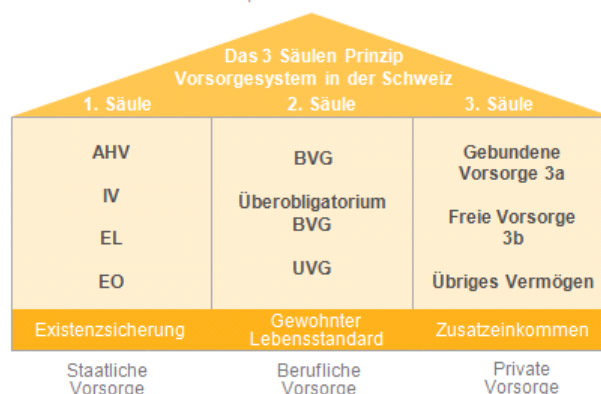 Das 3 Säulen Prinzip
Vorsorgesystem in der Schweiz
1. Säule
2. Säule
3. Säule
AHV
IV
EL
EO
BVG
Überobligatorium
BVG
UVG
Gebundene
Vorsorge 3a
Freie Vorsorge
3b
Übriges Vermögen
Existenzsicherung
Gewohnter
Lebensstandard
Zusatzeinkommen
Staatliche
Vorsorge
Berufliche
Vorsorge
Private
Vorsorge